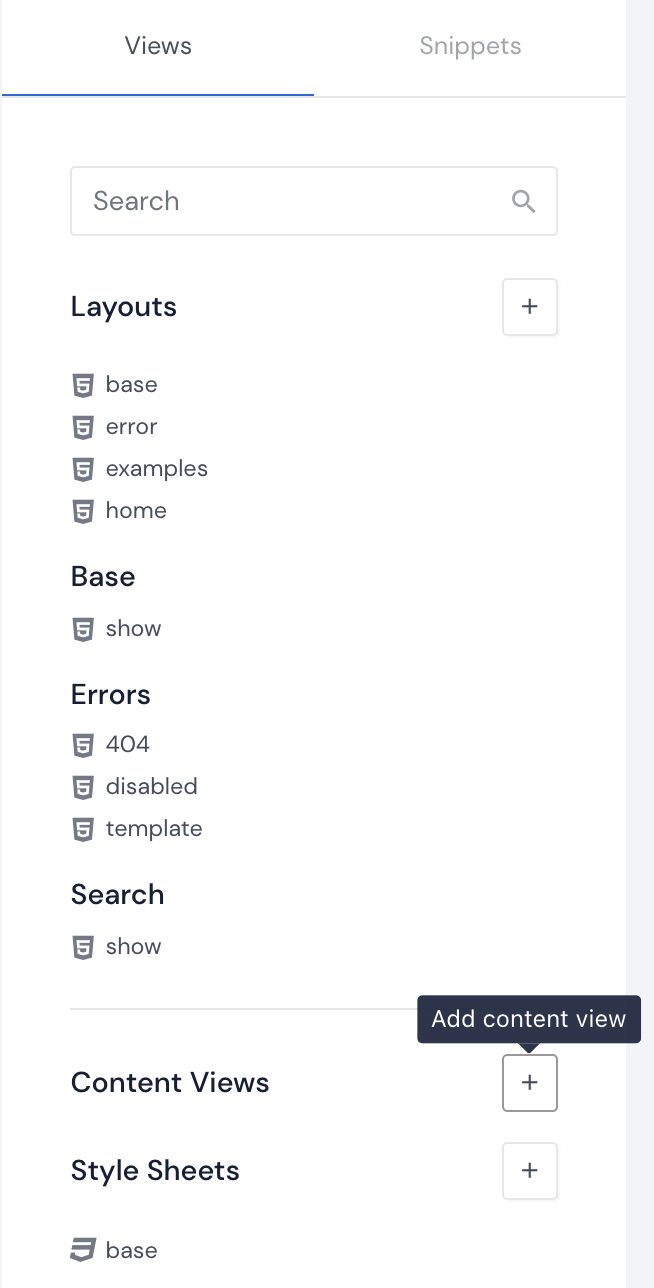 Views Snippets
Search
Layouts +
base
error
examples
home
Base
show
Errors
404
disabled
template
Search
show
Add content view
Content Views +
Style Sheets +
base